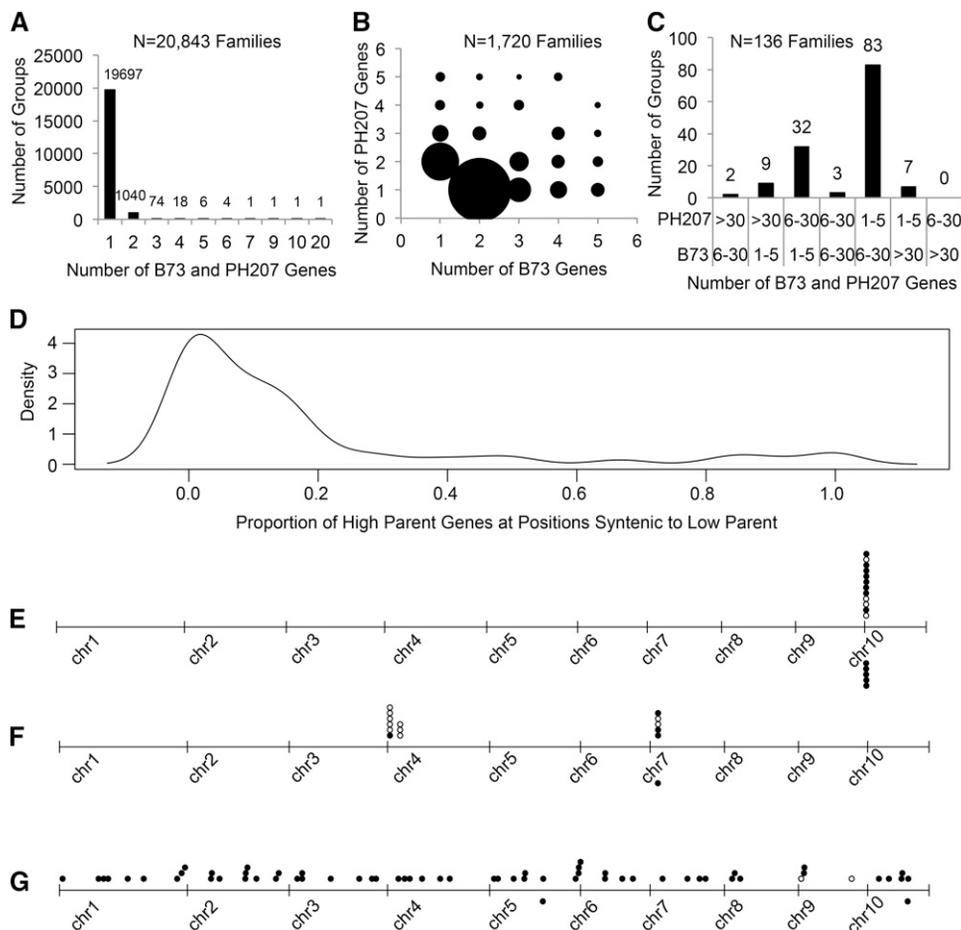 A
N=20,843 Families
Number of Groups
25000
20000
15000
10000
5000
0
19697
1040
74
18
6
4
1
1
1
1
1 2 3 4 5 6 7 9 10 20
Number of B73 and PH207 Genes
B
N=1,720 Families
Number of PH207 Genes
6
5
4
3
2
1
0
0 1 2 3 4 5 6
Number of B73 Genes
C
N=136 Families
Number of Groups
100
80
60
40
20
0
2
9
32
3
83
7
0
PH207 >30 >30 6-30 6-30 1-5 1-5 6-30
B73 6-30 1-5 1-5 6-30 6-30 >30 >30
Number of B73 and PH207 Genes
D
Density
4
3
2
1
0
0.0 0.2 0.4 0.6 0.8 1.0
Proportion of High Parent Genes at Positions Syntenic to Low Parent
E
chr1 chr2 chr3 chr4 chr5 chr6 chr7 chr8 chr9 chr10
F
chr1 chr2 chr3 chr4 chr5 chr6 chr7 chr8 chr9 chr10
G
chr1 chr2 chr3 chr4 chr5 chr6 chr7 chr8 chr9 chr10